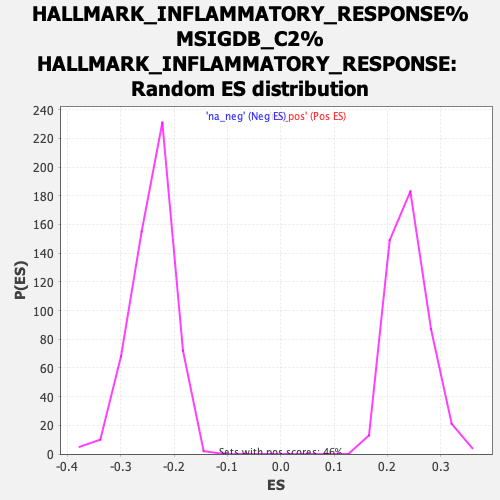 HALLMARK_INFLAMMATORY_RESPONSE%
MSIGDB_C2%
HALLMARK_INFLAMMATORY_RESPONSE:
Random ES distribution
'na_neg' (Neg ES) _pos' (Pos ES)
240
220
200
180
160
140
120
100
80
60
40
20
0
P(ES)
Sets with pos scores: 46%
-0.4 -0.3 -0.2 -0.1 0.0 0.1 0.2 0.3
ES